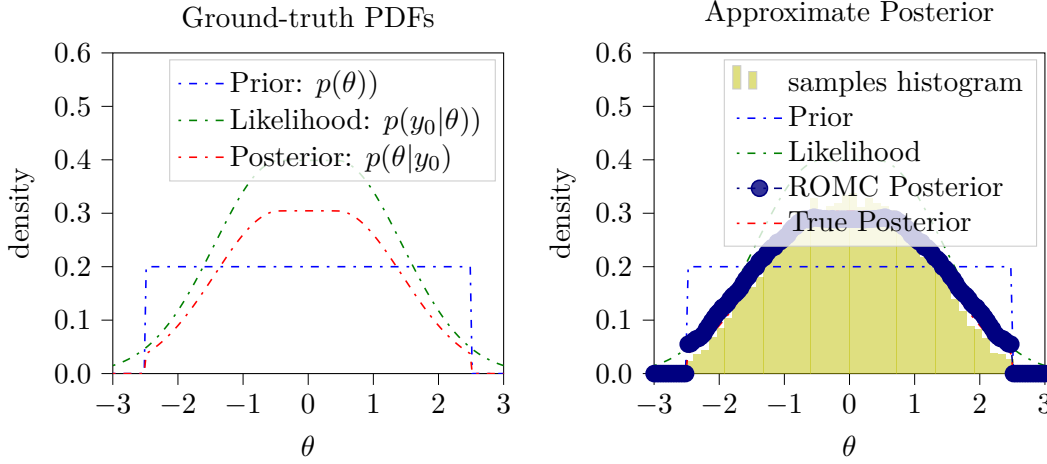 Ground-truth PDFs
0.6
0.5
0.4
0.3
0.2
0.1
0.0
density
−3 −2 −1 0 1 2 3
θ
Prior: p(θ))
Likelihood: p(y₀|θ))
Posterior: p(θ|y₀)
Approximate Posterior
0.6
0.5
0.4
0.3
0.2
0.1
0.0
density
−3 −2 −1 0 1 2 3
θ
samples histogram
Prior
Likelihood
ROMC Posterior
True Posterior